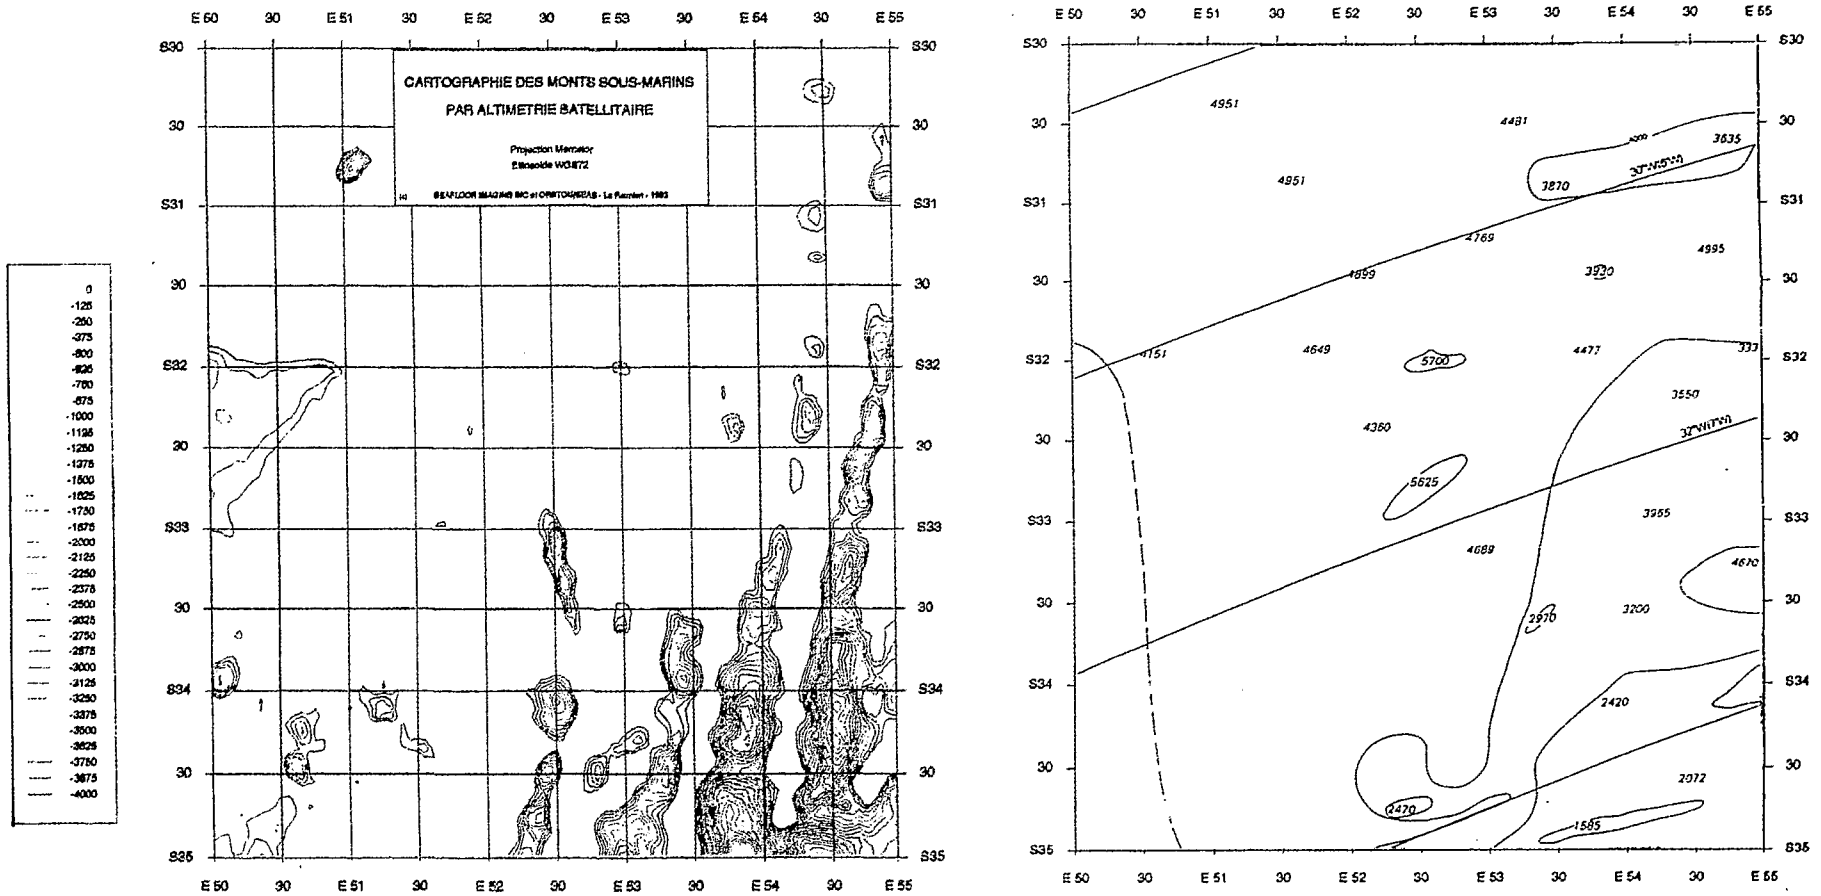 E 50 30 E 51 30 E 52 30 E 53 30 E 54 30 E 55
S30 S30
CARTOGRAPHIE DES MONTS SOUS-MARINS
PAR ALTIMETRIE SATELLITAIRE
30 30
Projection Mercator
Ellipsoide WGS72
SEAFLOOR IMAGING INC et - La Reunion -
S31 S31
30 30
S32 S32
30 30
S33 S33
30 30
S34 S34
30 30
S35 S35
E 50 30 E 51 30 E 52 30 E 53 30 E 54 30 E 55
0
-125
-250
-375
-500
-625
-750
-875
-1000
-1125
-1250
-1375
-1500
-1625
-1750
-1875
-2000
-2125
-2250
-2375
-2500
-2625
-2750
-2875
-3000
-3125
-3250
-3375
-3500
-3625
-3750
-3875
-4000
E 50 30 E 51 30 E 52 30 E 53 30 E 54 30 E 55
S30 S30
4951
30 4481 30
4000 3635
4951 3870
S31 S31
4769 4995
30 4899 3930 30
4151 4649 4477 333
S32 5700 S32
3550
30 4360 30
5625
S33 3955 S33
4689 4670
30 2970 3200 30
S34 S34
2420
30 30
2072
2470
1585
S35 S35
E 50 30 E 51 30 E 52 30 E 53 30 E 54 30 E 55